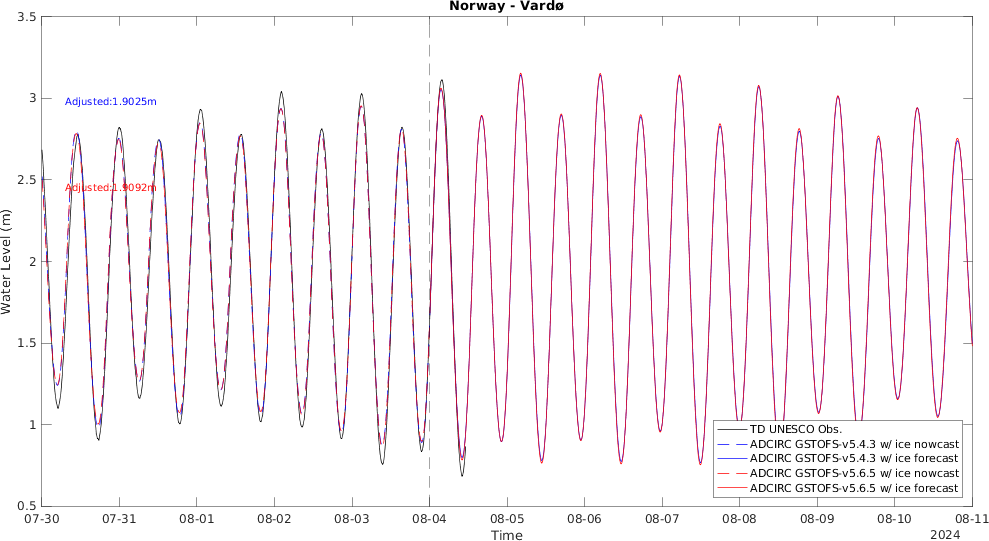 Norway - Vardø
3.5
3
2.5
2
1.5
1
0.5
Water Level (m)
Adjusted:1.9025m
Adjusted:1.9092m
TD UNESCO Obs.
ADCIRC GSTOFS-v5.4.3 w/ ice nowcast
ADCIRC GSTOFS-v5.4.3 w/ ice forecast
ADCIRC GSTOFS-v5.6.5 w/ ice nowcast
ADCIRC GSTOFS-v5.6.5 w/ ice forecast
07-30 07-31 08-01 08-02 08-03 08-04 08-05 08-06 08-07 08-08 08-09 08-10 08-11
Time
2024